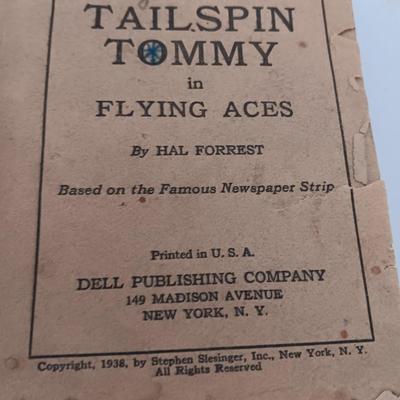 TAILSPIN
TOMMY
in
FLYING ACES
By HAL FORREST
Based on the Famous Newspaper Strip
Printed in U. S. A.
DELL PUBLISHING COMPANY
149 MADISON AVENUE
NEW YORK, N. Y.
Copyright, 1938, by Stephen Slesinger, Inc., New York, N. Y.
All Rights Reserved